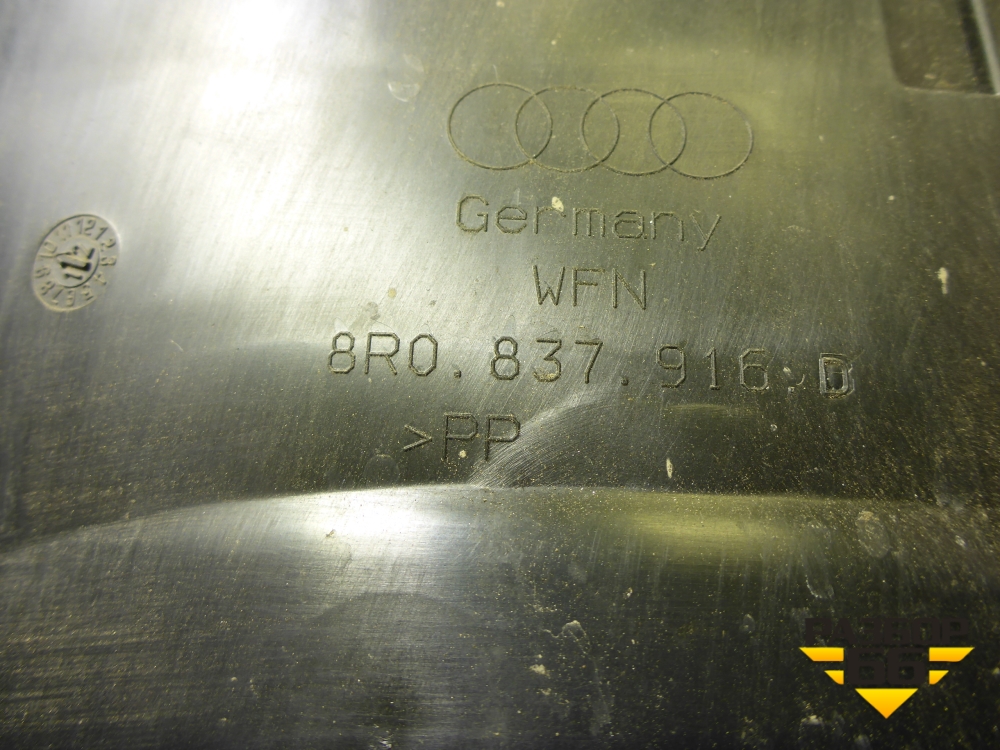 Germany
WFN
8R0.837.916.D
>PP